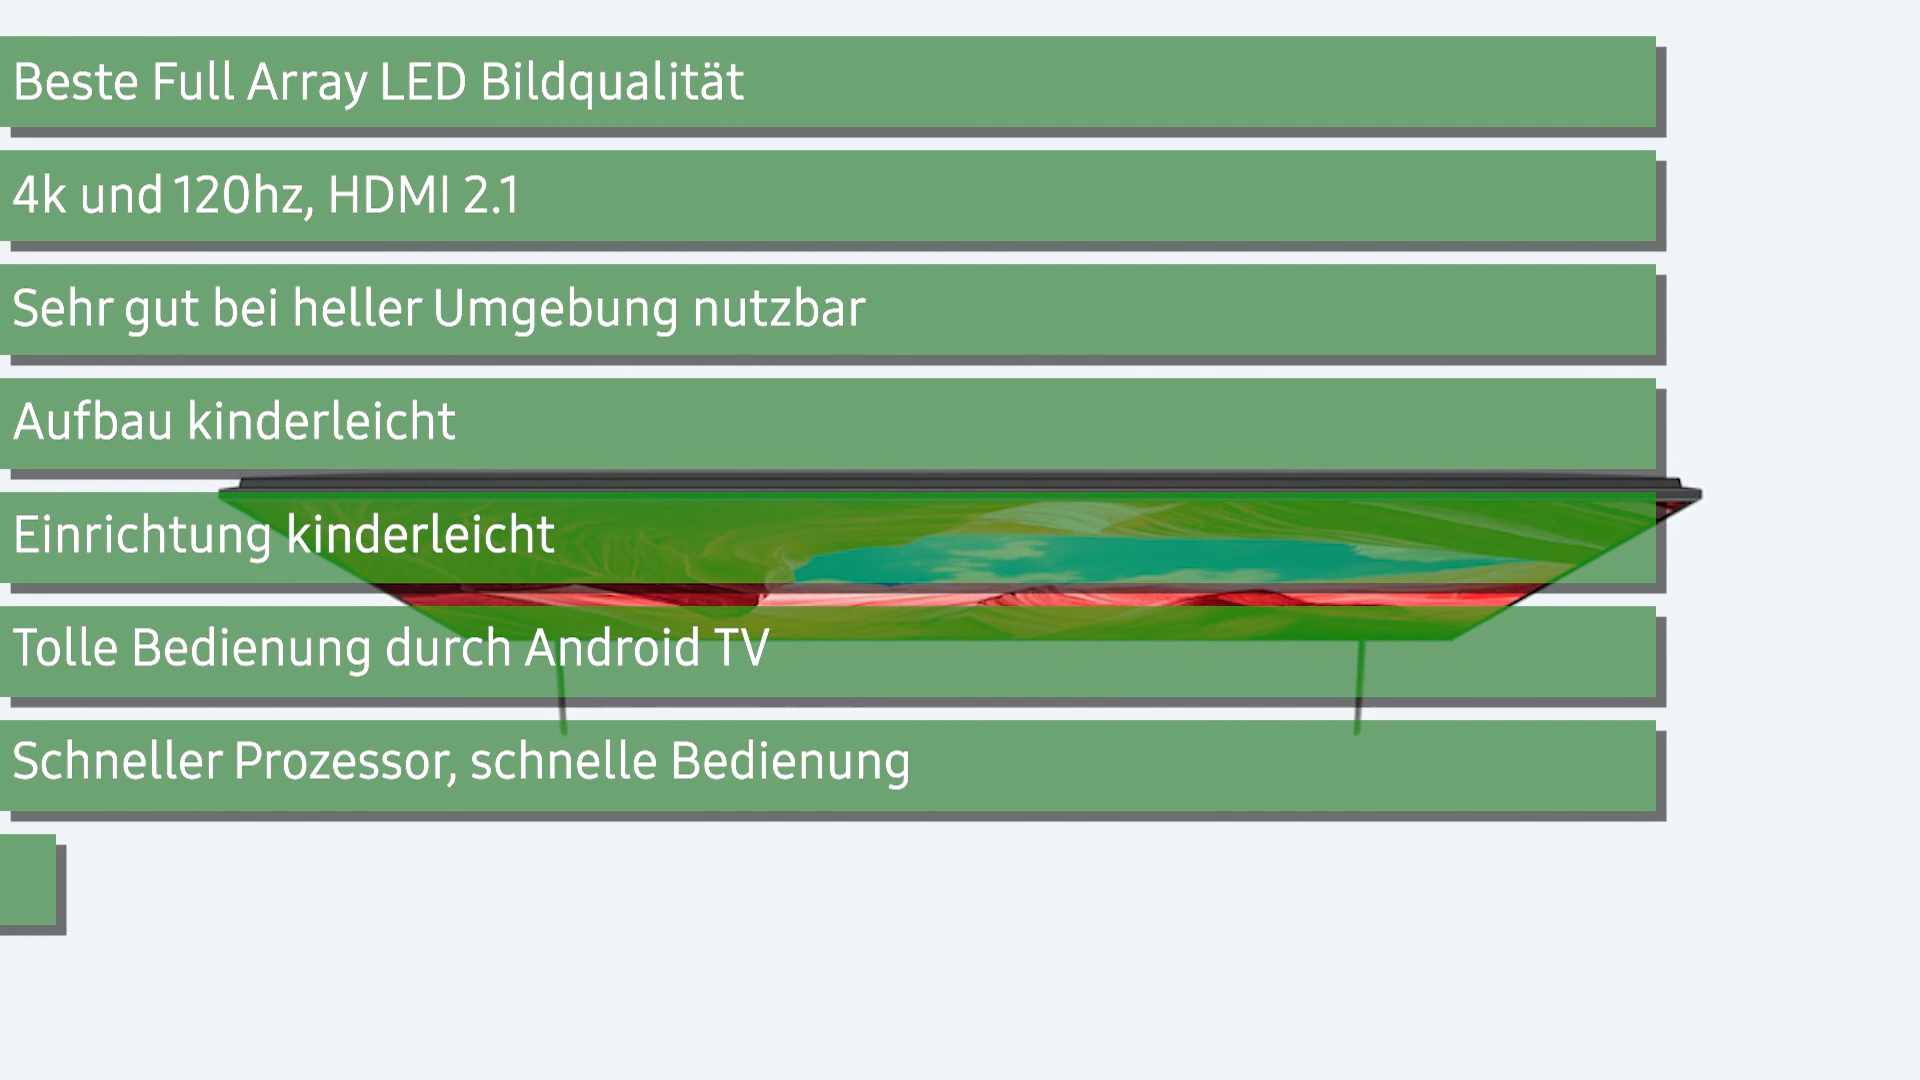 Beste Full Array LED Bildqualität
4k und 120hz, HDMI 2.1
Sehr gut bei heller Umgebung nutzbar
Aufbau kinderleicht
Einrichtung kinderleicht
Tolle Bedienung durch Android TV
Schneller Prozessor, schnelle Bedienung